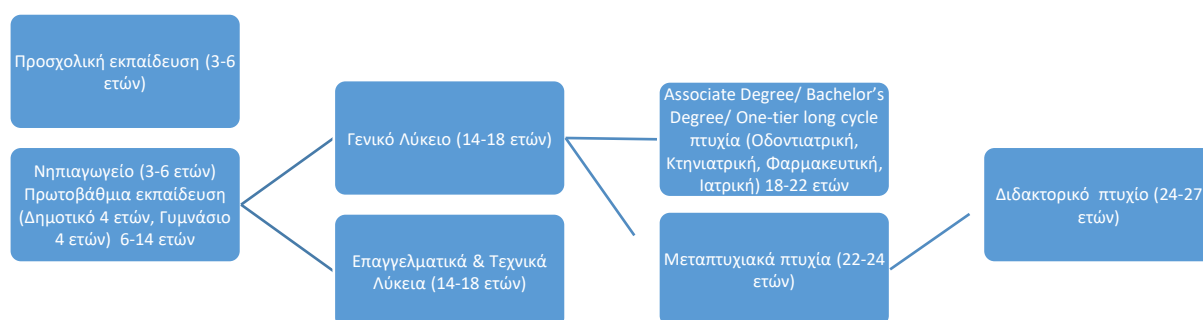 Προσχολική εκπαίδευση (3-6
ετών)
Νηπιαγωγείο (3-6 ετών)
Πρωτοβάθμια εκπαίδευση
(Δημοτικό 4 ετών, Γυμνάσιο
4 ετών) 6-14 ετών
Γενικό Λύκειο (14-18 ετών)
Επαγγελματικά & Τεχνικά
Λύκεια (14-18 ετών)
Associate Degree/ Bachelor’s
Degree/ One-tier long cycle
πτυχία (Οδοντιατρική,
Κτηνιατρική, Φαρμακευτική,
Ιατρική) 18-22 ετών
Μεταπτυχιακά πτυχία (22-24
ετών)
Διδακτορικό πτυχίο (24-27
ετών)